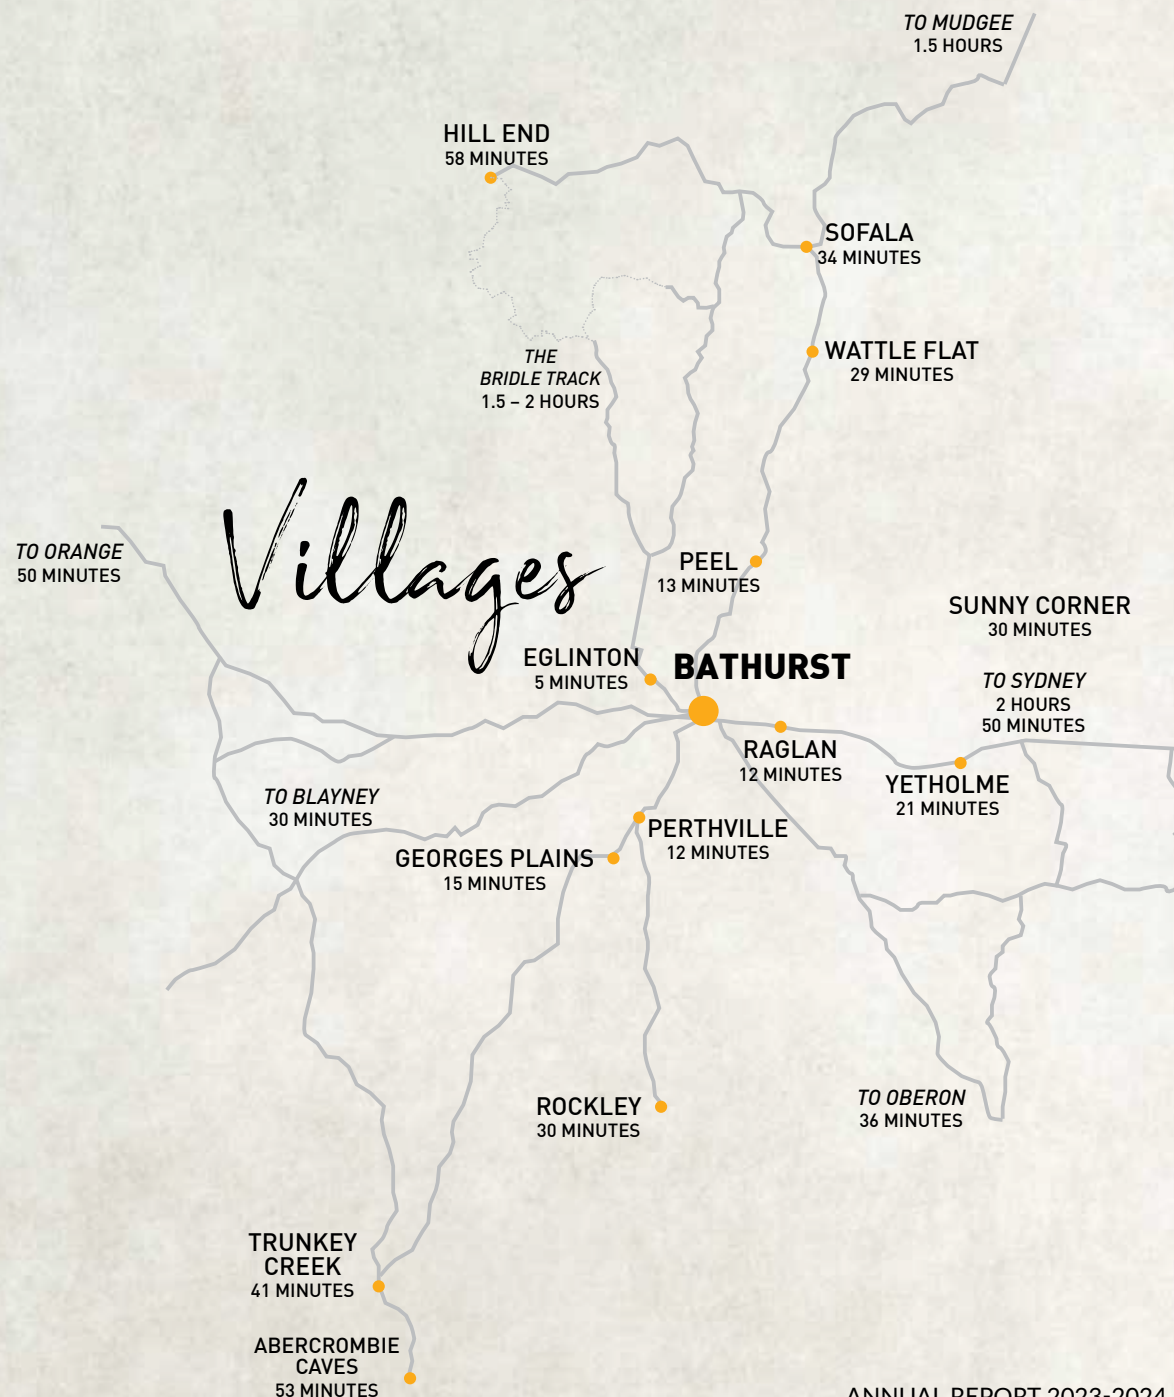 TO MUDGEE
1.5 HOURS
HILL END
58 MINUTES
SOFALA
34 MINUTES
WATTLE FLAT
29 MINUTES
THE
BRIDLE TRACK
1.5 – 2 HOURS
Villages
TO ORANGE
50 MINUTES
PEEL
13 MINUTES
SUNNY CORNER
30 MINUTES
EGLINTON
5 MINUTES
BATHURST
TO SYDNEY
2 HOURS
50 MINUTES
RAGLAN
12 MINUTES
YETHOLME
21 MINUTES
TO BLAYNEY
30 MINUTES
PERTHVILLE
12 MINUTES
GEORGES PLAINS
15 MINUTES
ROCKLEY
30 MINUTES
TO OBERON
36 MINUTES
TRUNKEY
CREEK
41 MINUTES
ABERCROMBIE
CAVES
53 MINUTES
ANNUAL REPORT 2023-2024